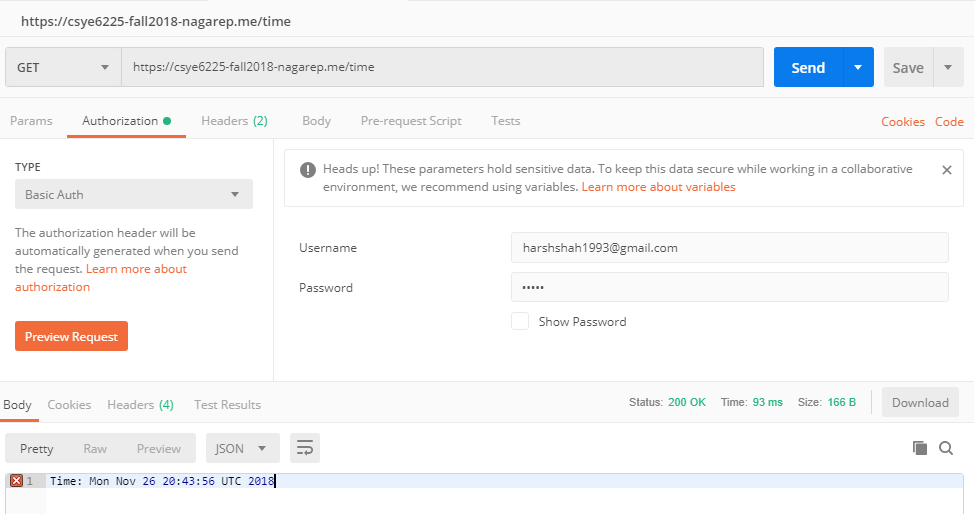 https://csye6225-fall2018-nagarep.me/time
GET https://csye6225-fall2018-nagarep.me/time Send Save
Params Authorization Headers (2) Body Pre-request Script Tests Cookies Code
TYPE
Basic Auth
The authorization header will be
automatically generated when you send
the request. Learn more about
authorization
Preview Request
Heads up! These parameters hold sensitive data. To keep this data secure while working in a collaborative
environment, we recommend using variables. Learn more about variables
Username harshshah1993@gmail.com
Password •••••
Show Password
Body Cookies Headers (4) Test Results Status: 200 OK Time: 93 ms Size: 166 B Download
Pretty Raw Preview JSON
1 Time: Mon Nov 26 20:43:56 UTC 2018